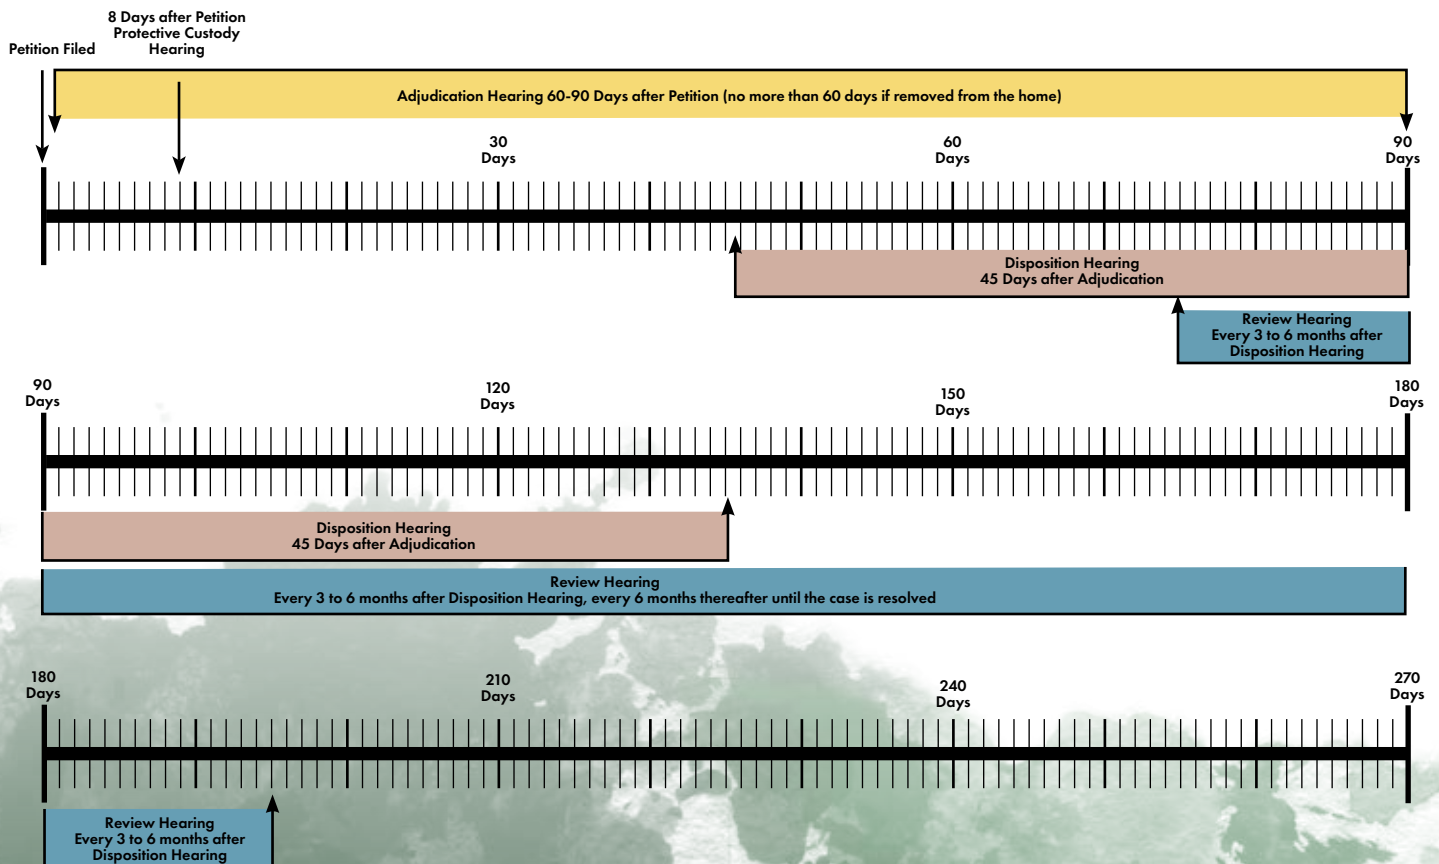 8 Days after Petition
Protective Custody
Hearing
Petition Filed
Adjudication Hearing 60-90 Days after Petition (no more than 60 days if removed from the home)
30
Days
60
Days
90
Days
Disposition Hearing
45 Days after Adjudication
Review Hearing
Every 3 to 6 months after
Disposition Hearing
90
Days
120
Days
150
Days
180
Days
Disposition Hearing
45 Days after Adjudication
Review Hearing
Every 3 to 6 months after Disposition Hearing, every 6 months thereafter until the case is resolved
180
Days
210
Days
240
Days
270
Days
Review Hearing
Every 3 to 6 months after
Disposition Hearing